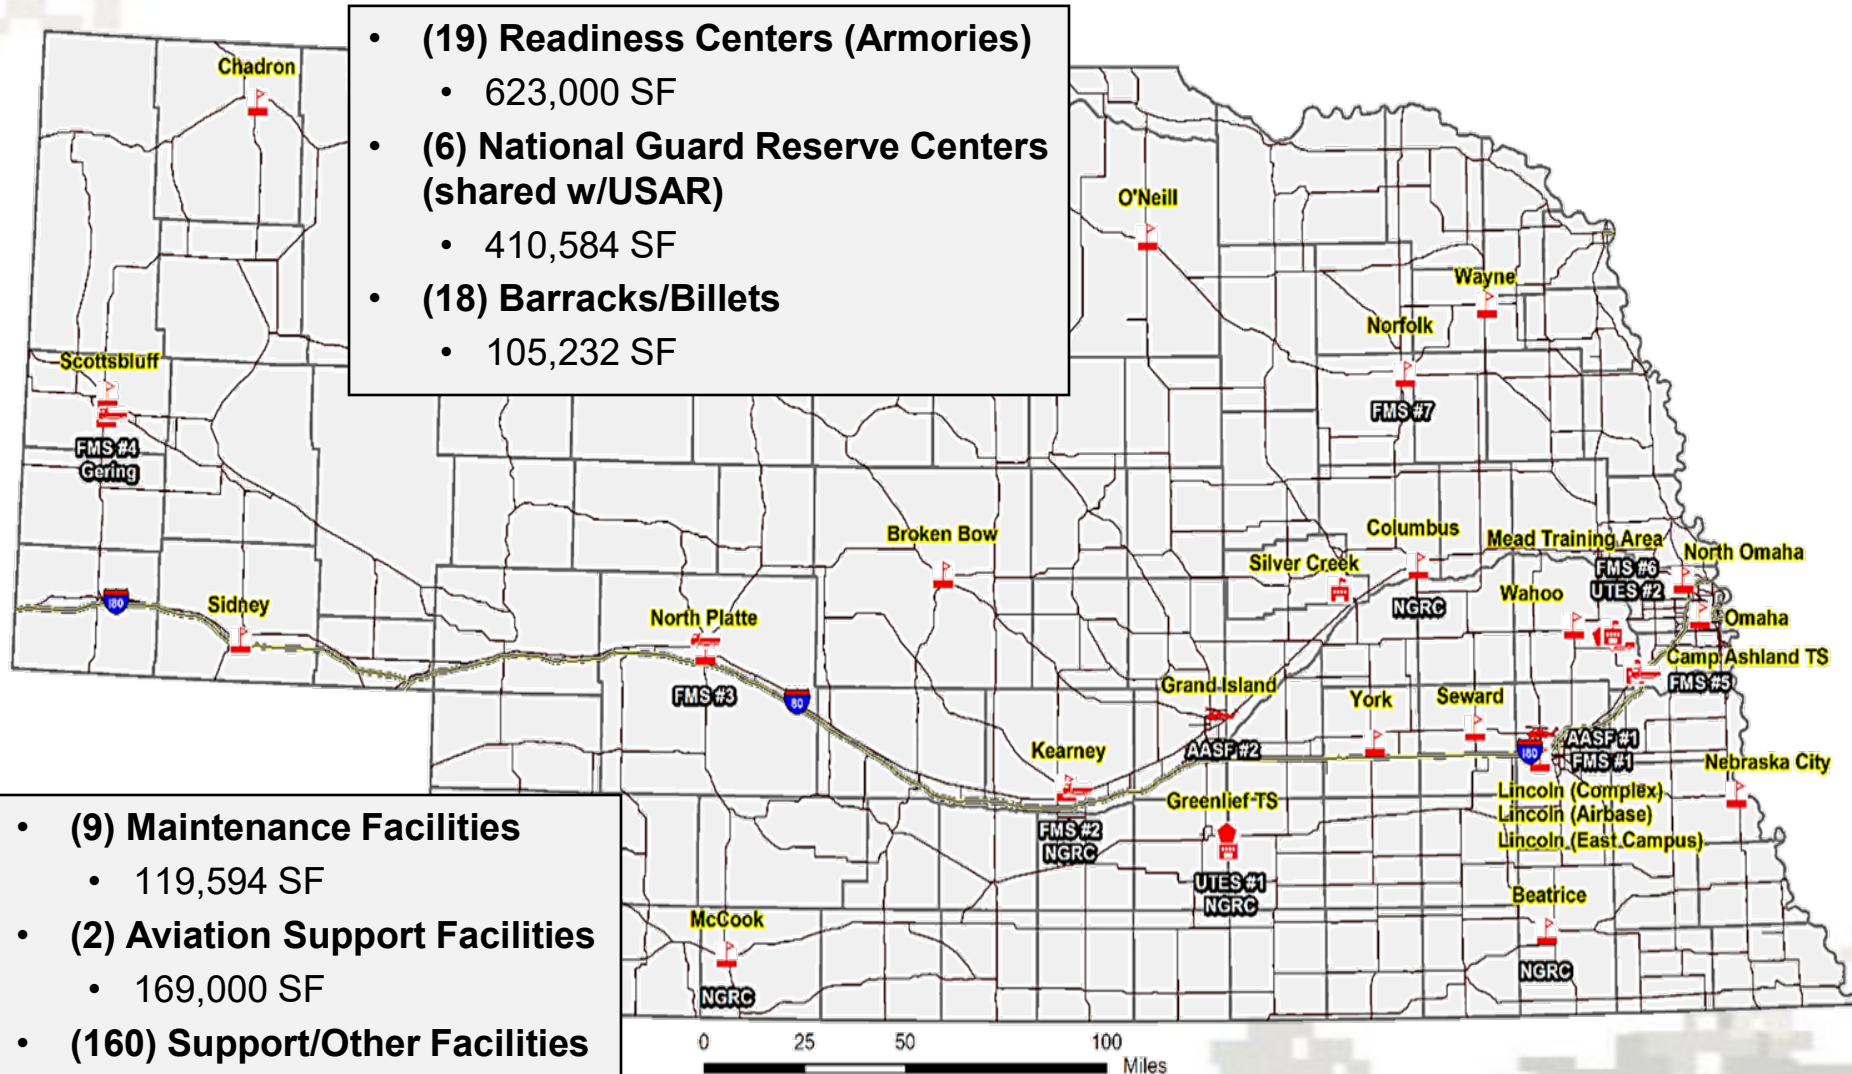 • (19) Readiness Centers (Armories)
• 623,000 SF
• (6) National Guard Reserve Centers
(shared w/USAR)
• 410,584 SF
• (18) Barracks/Billets
• 105,232 SF
Chadron
O'Neill
Wayne
Norfolk
FMS #7
Scottsbluff
FMS #4
Gering
Broken Bow
Columbus
NGRC
Silver Creek
Mead Training Area
FMS #6
UTES #2
North Omaha
Wahoo
Omaha
180
Sidney
North Platte
FMS #3
80
Camp Ashland TS
FMS #5
Grand Island
AASF #2
York
Seward
180
AASF #1
FMS #1
Kearney
FMS #2
NGRC
Nebraska City
Lincoln (Complex)
Lincoln (Airbase)
Lincoln (East Campus)
Greenlief TS
UTES #1
NGRC
Beatrice
NGRC
McCook
NGRC
• (9) Maintenance Facilities
• 119,594 SF
• (2) Aviation Support Facilities
• 169,000 SF
• (160) Support/Other Facilities
0 25 50 100
Miles